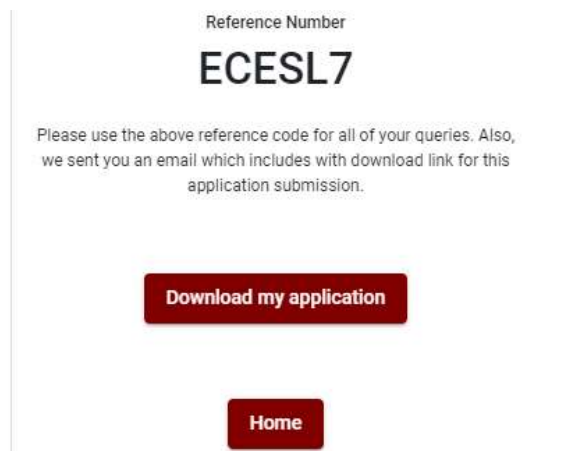 Reference Number
ECESL7
Please use the above reference code for all of your queries. Also,
we sent you an email which includes with download link for this
application submission.
Download my application
Home